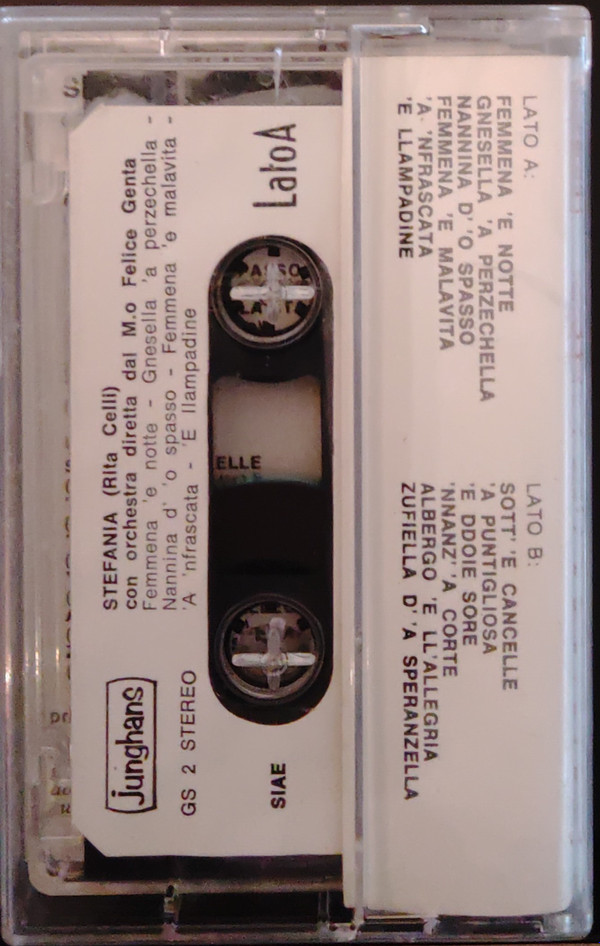 LATO A:
FEMMENA 'E NOTTE
GNESELLA 'A PERZECHELLA
NANNINA D' 'O SPASSO
FEMMENA 'E MALAVITA
'A 'NFRASCATA
'E LLAMPADINE
LATO B:
SOTT' 'E CANCELLE
'A PUNTIGLIOSA
'E DDOIE SORE
'NNANZ' 'A CORTE
ALBERGO 'E LL'ALLEGRIA
ZUFIELLA D' 'A SPERANZELLA
STEFANIA (Rita Celli)
con orchestra diretta dal M.o Felice Genta
Femmena 'e notte - Gnesella 'a perzechella -
Nannina d' 'o spasso - Femmena 'e malavita -
'A 'nfrascata - 'E llampadine
Lato A
junghans
GS 2 STEREO
SIAE
ELLE